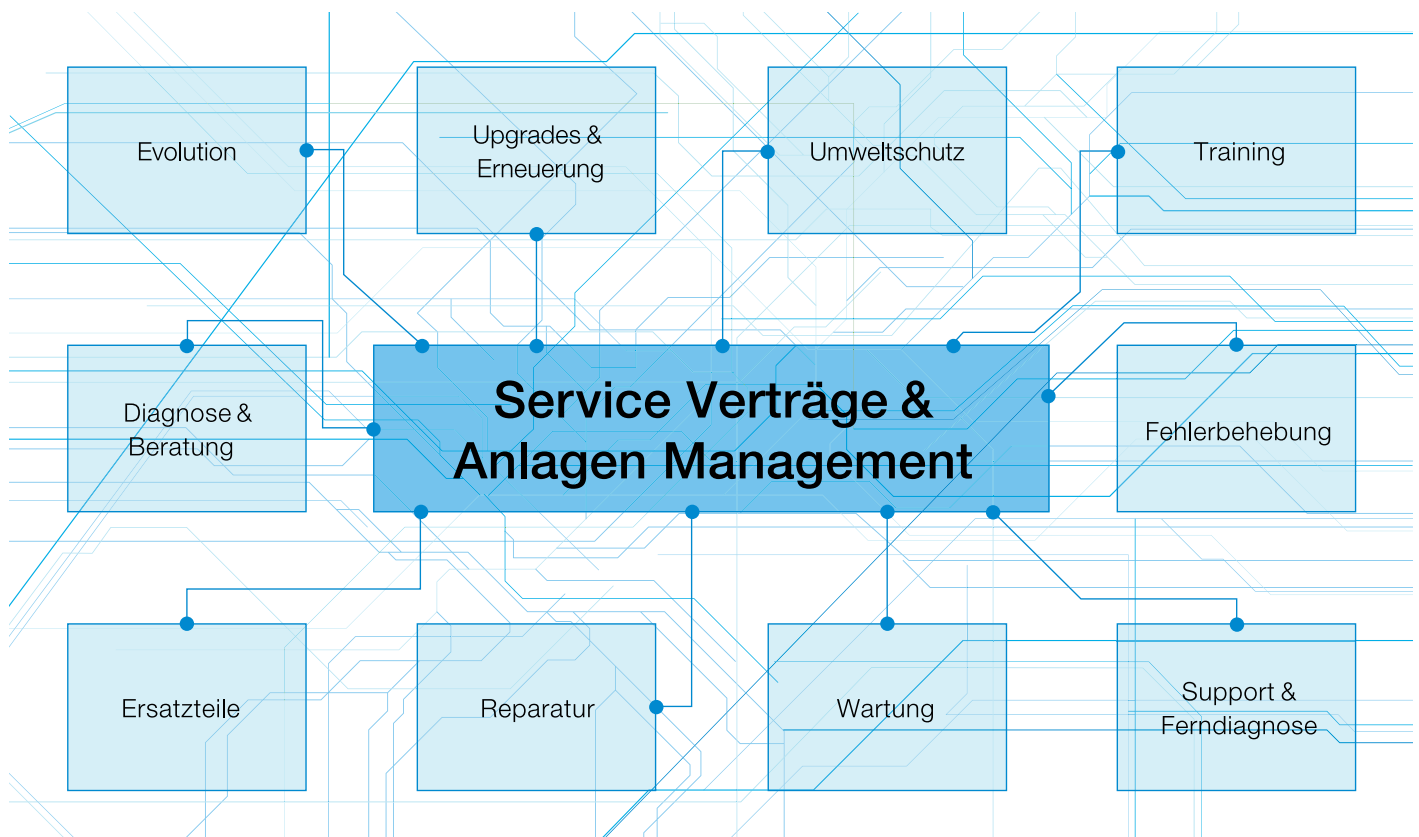 Evolution
Upgrades &
Erneuerung
Umweltschutz
Training
Diagnose &
Beratung
Service Verträge &
Anlagen Management
Fehlerbehebung
Ersatzteile
Reparatur
Wartung
Support &
Ferndiagnose